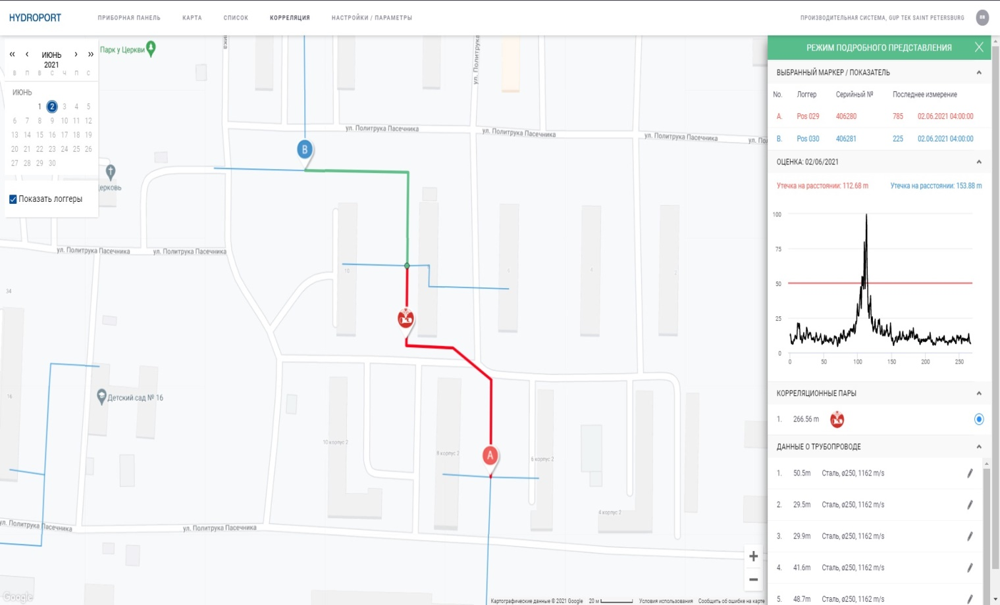 HYDROPORT
ПРИБОРНАЯ ПАНЕЛЬ КАРТА СПИСОК КОРРЕЛЯЦИЯ НАСТРОЙКИ / ПАРАМЕТРЫ
ПРОИЗВОДИТЕЛЬНАЯ СИСТЕМА, GUP TEK SAINT PETERSBURG
« ‹ ИЮНЬ › »
2021
В П В С Ч П С
ИЮНЬ
1 2 3 4 5
6 7 8 9 10 11 12
13 14 15 16 17 18 19
20 21 22 23 24 25 26
27 28 29 30
Показать логгеры
Парк у Церкви
ул. Политрука
ул. Политрука Пасечника
ул. Политрука Пасечника
ул. Политрука Пасечника
ул. По
B
церковь
ул. Политрука Пасечника
ул. Политрука Пасечника
10
6
4
2
34
16
Детский сад № 16
10 корпус 2
8 корпус 2
A
6 корпус 2
4 корпус 2
ул. Политрука Пасечника
ул. Политрука Пасечника
+
−
Google
Картографические данные © 2021 Google
20 м
Условия использования
Сообщить об ошибке на карте
РЕЖИМ ПОДРОБНОГО ПРЕДСТАВЛЕНИЯ
ВЫБРАННЫЙ МАРКЕР / ПОКАЗАТЕЛЬ
No. Логгер Серийный № Последнее измерение
A. Pos 029 406280 785 02.06.2021 04:00:00
B. Pos 030 406281 225 02.06.2021 04:00:00
ОЦЕНКА: 02/06/2021
Утечка на расстоянии: 112.68 m Утечка на расстоянии: 153.88 m
100
75
50
25
0
0 50 100 150 200 250
КОРРЕЛЯЦИОННЫЕ ПАРЫ
1. 266.56 m
ДАННЫЕ О ТРУБОПРОВОДЕ
1. 50.5m Сталь, ø250, 1162 m/s
2. 29.5m Сталь, ø250, 1162 m/s
3. 29.9m Сталь, ø250, 1162 m/s
4. 41.6m Сталь, ø250, 1162 m/s
5. 48.7m Сталь, ø250, 1162 m/s